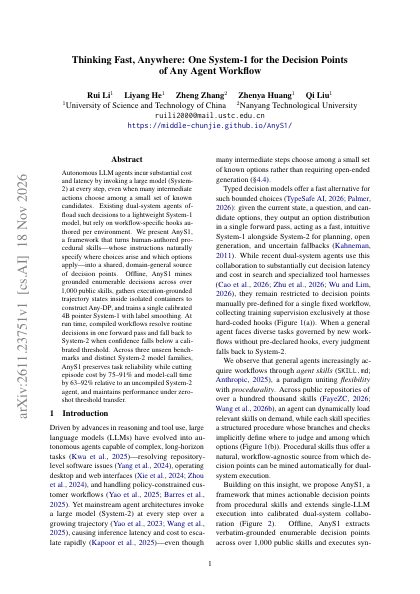 Thinking Fast, Anywhere: One System-1 for the Decision Points
of Any Agent Workflow
Rui Li¹ Liyang He¹ Zheng Zhang² Zhenya Huang¹ Qi Liu¹
¹University of Science and Technology of China ²Nanyang Technological University
ruili2000@mail.ustc.edu.cn
https://middle-chunjie.github.io/AnyS1/
arXiv:2611.23751v1 [cs.AI] 18 Nov 2026
Abstract
Autonomous LLM agents incur substantial cost
and latency by invoking a large model (System-
2) at every step, even when many intermediate
actions choose among a small set of known
candidates. Existing dual-system agents of-
fload such decisions to a lightweight System-1
model, but rely on workflow-specific hooks au-
thored per environment. We present AnyS1,
a framework that turns human-authored pro-
cedural skills—whose instructions naturally
specify where choices arise and which options
apply—into a shared, domain-general source
of decision points. Offline, AnyS1 mines
grounded enumerable decisions across over
1,000 public skills, gathers execution-grounded
trajectory states inside isolated containers to
construct Any-DP, and trains a single calibrated
4B pointer System-1 with label smoothing. At
run time, compiled workflows resolve decisions
in one forward pass and fall back to
System-2 when confidence falls below a cali-
brated threshold. Across three unseen bench-
marks and distinct System-2 model families,
AnyS1 preserves task reliability while cutting
episode cost by 75–91% and model-call time
by 63–92% relative to an uncompiled System-2
agent, and maintains performance under zero-
shot threshold transfer.
1 Introduction
Driven by advances in reasoning and tool use, large
language models (LLMs) have evolved into au-
tonomous agents capable of complex, long-horizon
tasks (Kwa et al., 2025)—resolving repository-
level software issues (Yang et al., 2024), operating
desktop and web interfaces (Xie et al., 2024; Zhou
et al., 2024), and handling policy-constrained cus-
tomer workflows (Yao et al., 2025; Barres et al.,
2025). Yet mainstream agent architectures invoke
a large model (System-2) at every step over a
growing trajectory (Yao et al., 2023; Wang et al.,
2025), causing inference latency and cost to esca-
late rapidly (Kapoor et al., 2025)—even though
many intermediate steps choose among a small set
of known options rather than requiring open-ended
generation (§4.4).
Typed decision models offer a fast alternative for
such bounded choices (TypeSafe AI, 2026; Palmer,
2026): given the current state, a question, and can-
didate options, they output an option distribution
in a single forward pass, acting as a fast, intuitive
System-1 alongside System-2 for planning, open
generation, and uncertain fallbacks (Kahneman,
2011). While recent dual-system agents use this
collaboration to substantially cut decision latency
and cost in search and specialized tool harnesses
(Cao et al., 2026; Zhu et al., 2026; Wu and Lim,
2026), they remain restricted to decision points
manually pre-defined for a single fixed workflow,
collecting training supervision exclusively at those
hard-coded hooks (Figure 1(a)). When a general
agent faces diverse tasks governed by new work-
flows without pre-declared hooks, every judgment
falls back to System-2.
We observe that general agents increasingly ac-
quire workflows through agent skills (SKILL.md;
Anthropic, 2025), a paradigm uniting flexibility
with procedurality. Across public repositories of
over a hundred thousand skills (FayeZC, 2026;
Wang et al., 2026b), an agent can dynamically load
relevant skills on demand, while each skill specifies
a structured procedure whose branches and checks
implicitly define where to judge and among which
options (Figure 1(b)). Procedural skills thus offer a
natural, workflow-agnostic source from which de-
cision points can be mined automatically for dual-
system execution.
Building on this insight, we propose AnyS1, a
framework that mines actionable decision points
from procedural skills and extends single-LLM
execution into calibrated dual-system collabora-
tion (Figure 2). Offline, AnyS1 extracts
verbatim-grounded enumerable decision points
across over 1,000 public skills and executes syn-
1